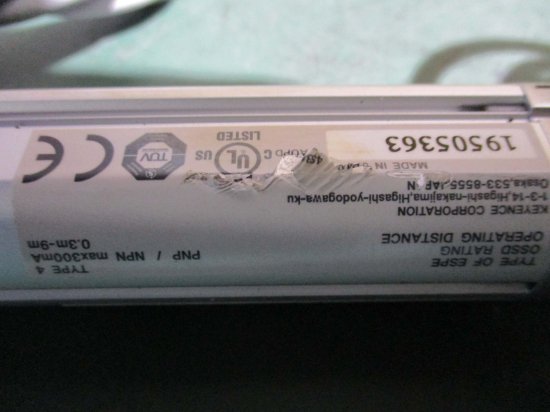 TYPE OF ESPE TYPE 4
OSSD RATING PNP / NPN max300mA
OPERATING DISTANCE 0.3m-9m
KEYENCE CORPORATION
1-3-14,Higashi-nakajima,Higashi-yodogawa-ku
Osaka,533-8555 JAPAN
MADE IN
19505363
AOPD
C UL US
LISTED
TÜV
CE